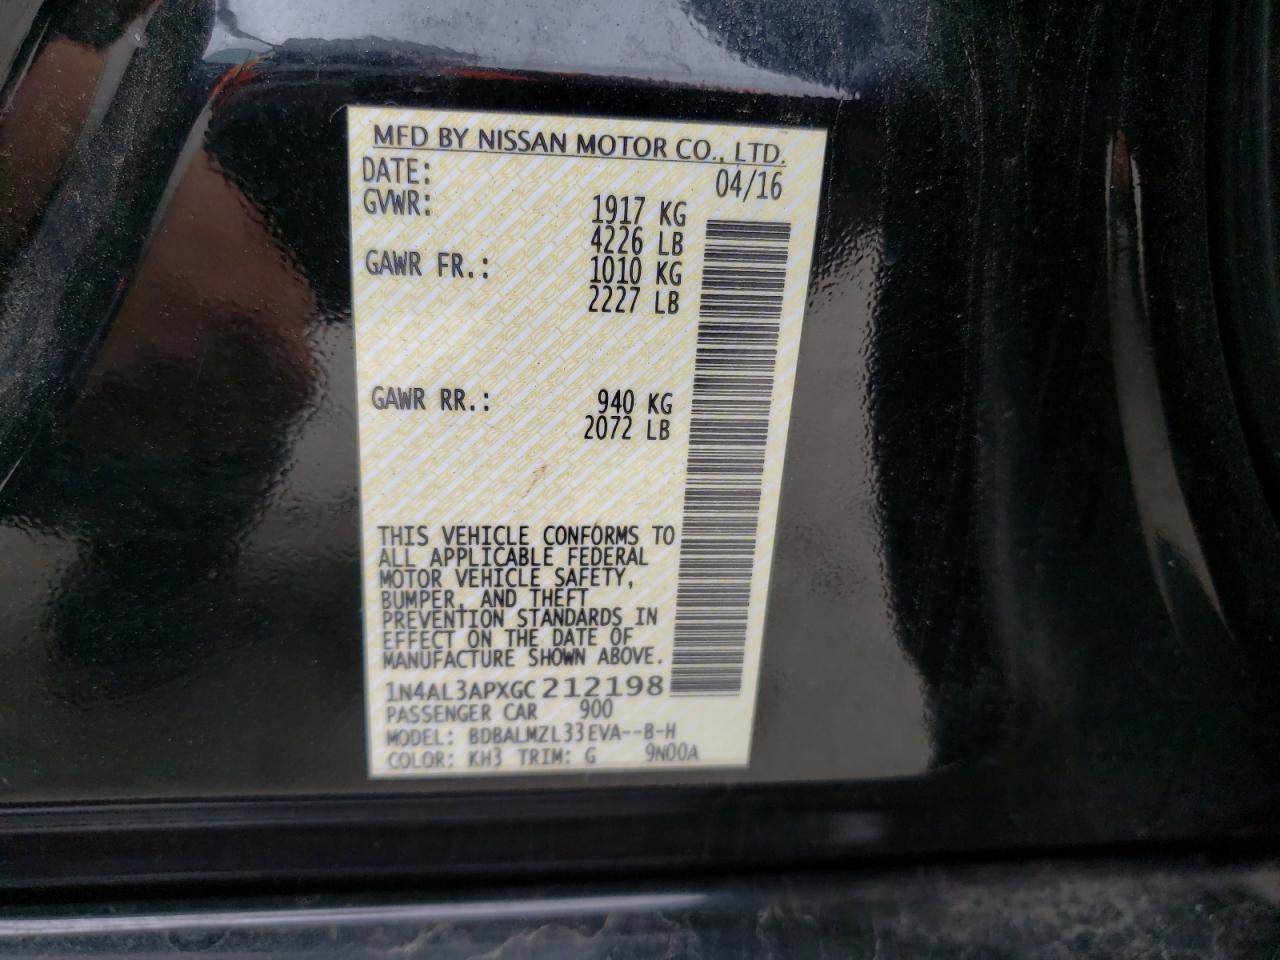 MFD BY NISSAN MOTOR CO., LTD.
DATE: 04/16
GVWR: 1917 KG
4226 LB
GAWR FR.: 1010 KG
2227 LB
GAWR RR.: 940 KG
2072 LB
THIS VEHICLE CONFORMS TO
ALL APPLICABLE FEDERAL
MOTOR VEHICLE SAFETY,
BUMPER, AND THEFT
PREVENTION STANDARDS IN
EFFECT ON THE DATE OF
MANUFACTURE SHOWN ABOVE.
1N4AL3APXGC212198
PASSENGER CAR 900
MODEL: BDBALMZL33EVA--B-H
COLOR: KH3 TRIM: G 9N00A